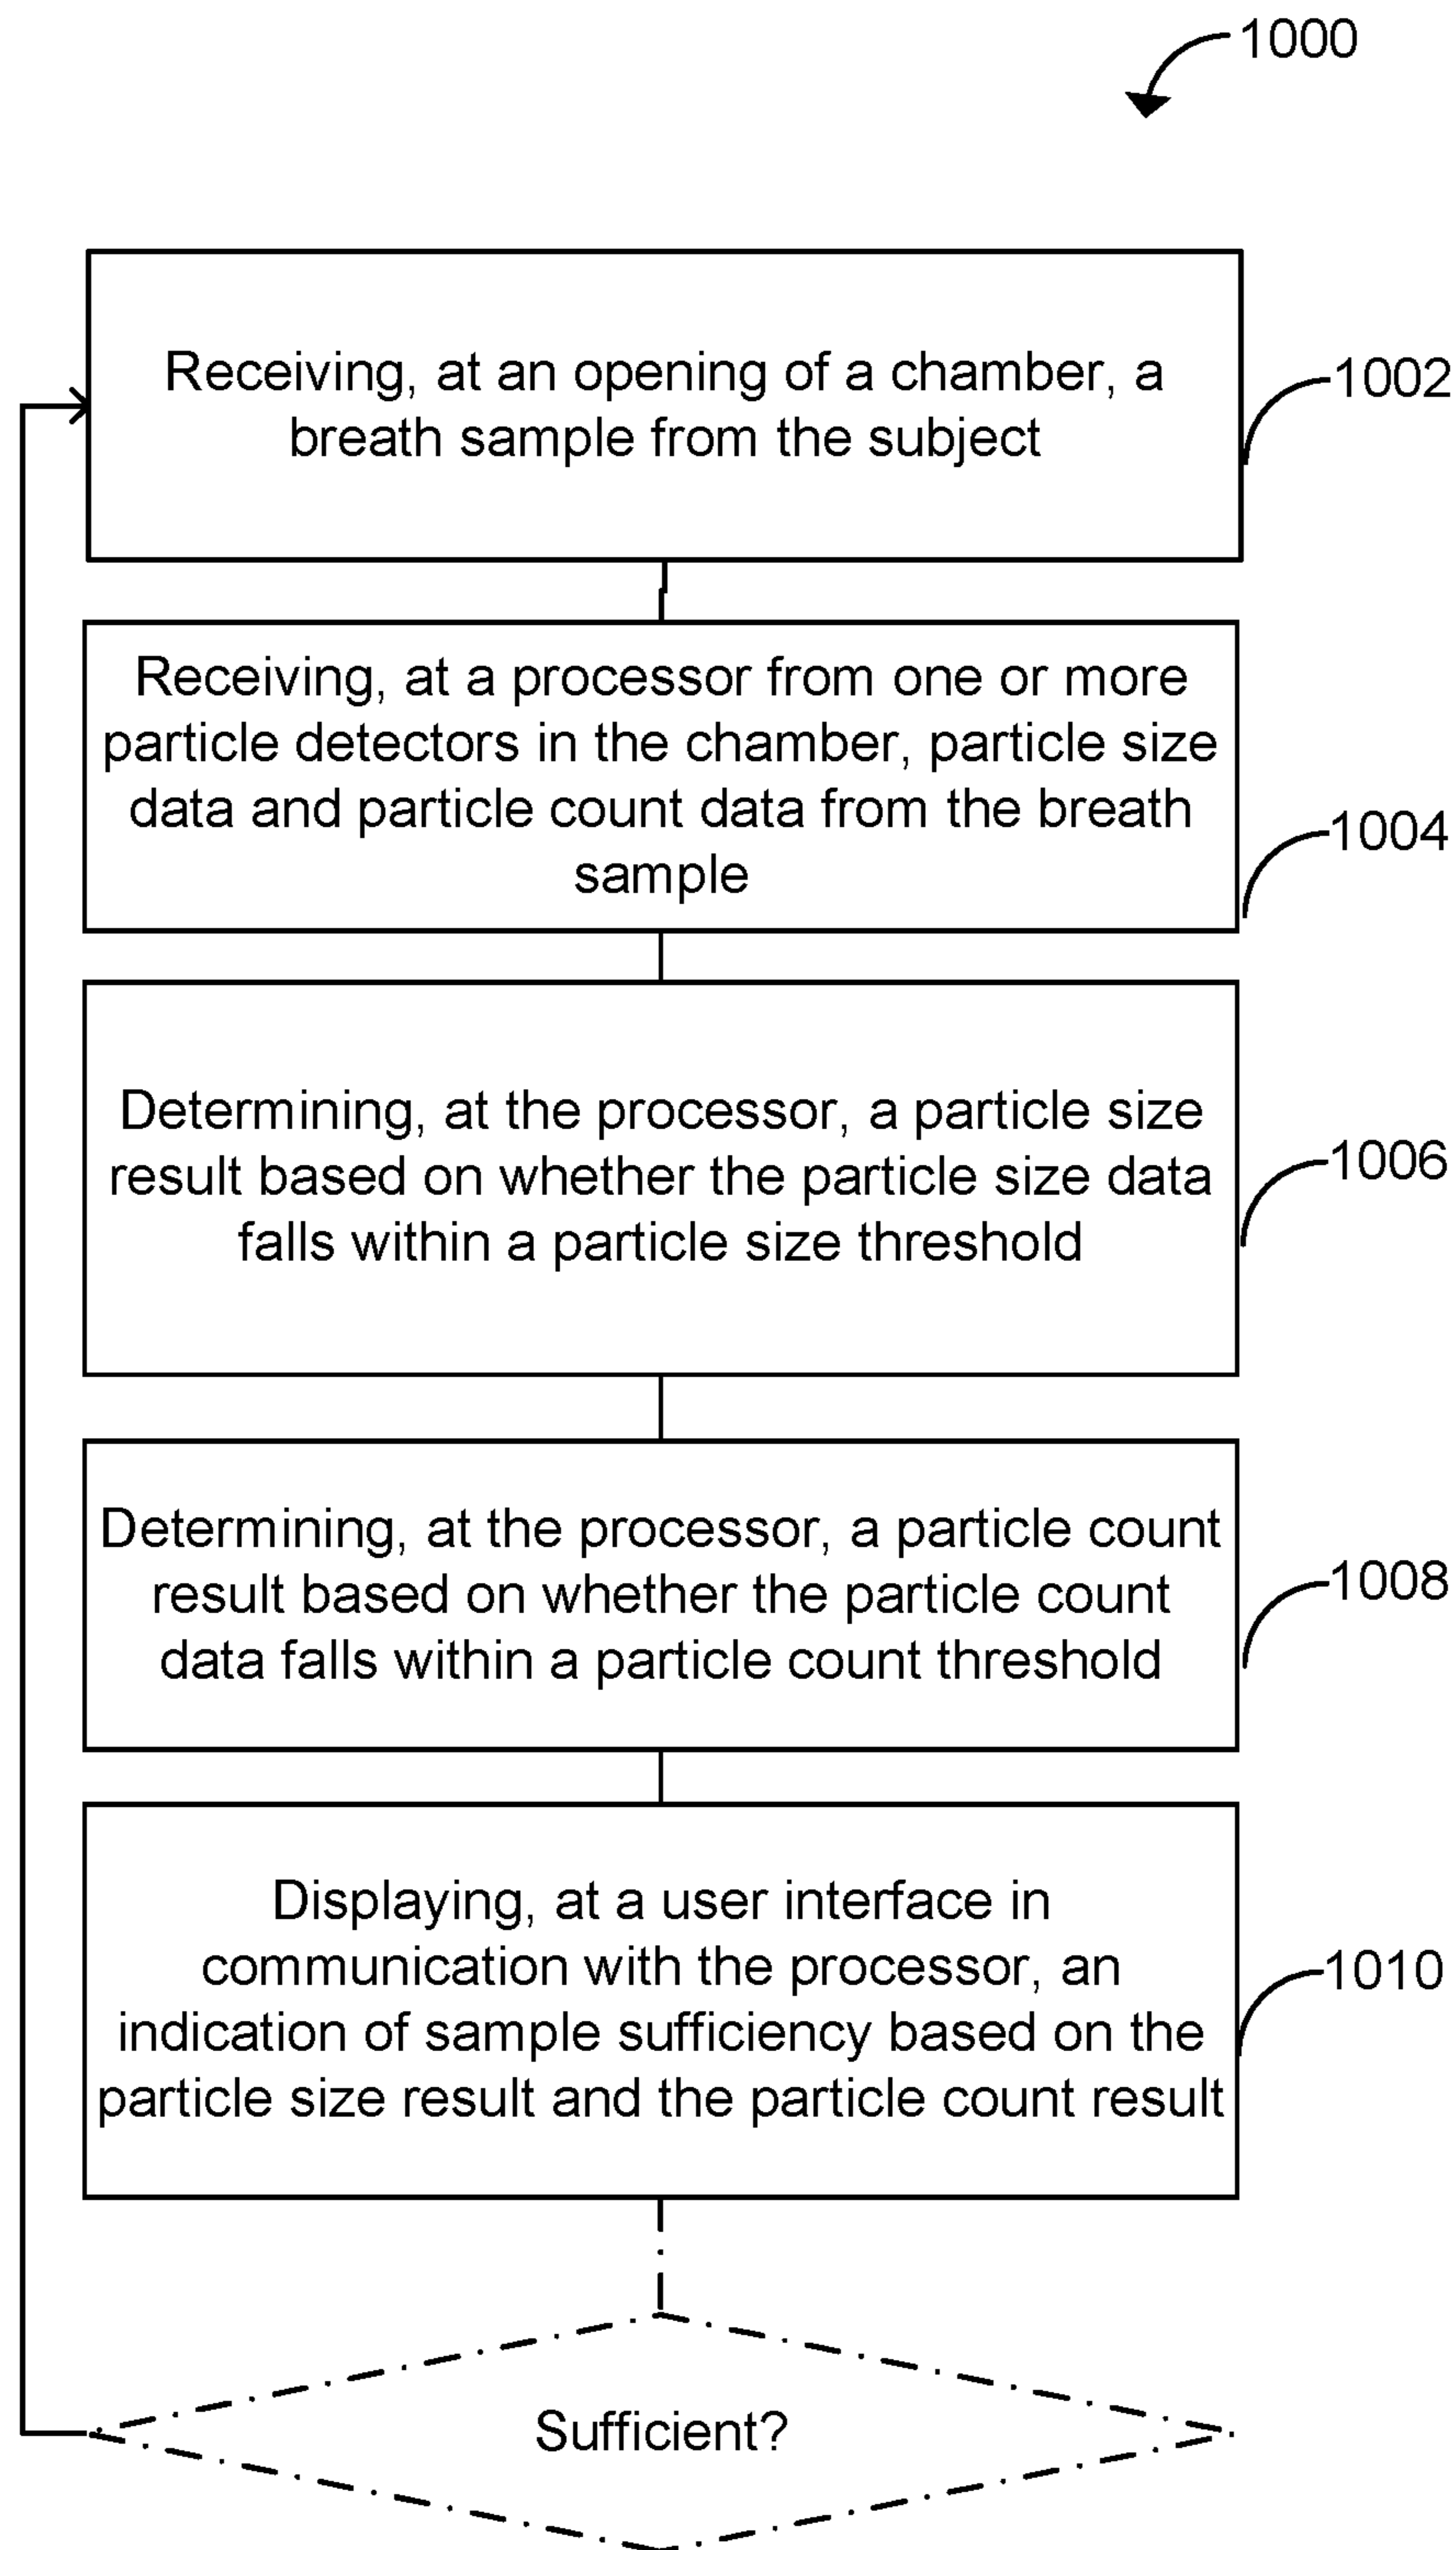 1000
Receiving, at an opening of a chamber, a
breath sample from the subject
1002
Receiving, at a processor from one or more
particle detectors in the chamber, particle size
data and particle count data from the breath
sample
1004
Determining, at the processor, a particle size
result based on whether the particle size data
falls within a particle size threshold
1006
Determining, at the processor, a particle count
result based on whether the particle count
data falls within a particle count threshold
1008
Displaying, at a user interface in
communication with the processor, an
indication of sample sufficiency based on the
particle size result and the particle count result
1010
Sufficient?